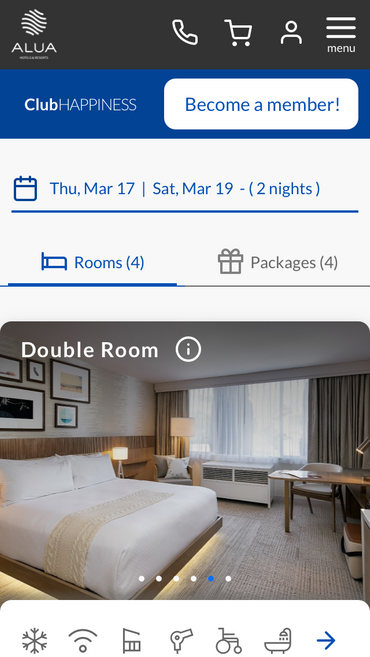 ALUA
HOTELS & RESORTS
menu
ClubHAPPINESS
Become a member!
Thu, Mar 17 | Sat, Mar 19 - ( 2 nights )
Rooms (4)
Packages (4)
Double Room